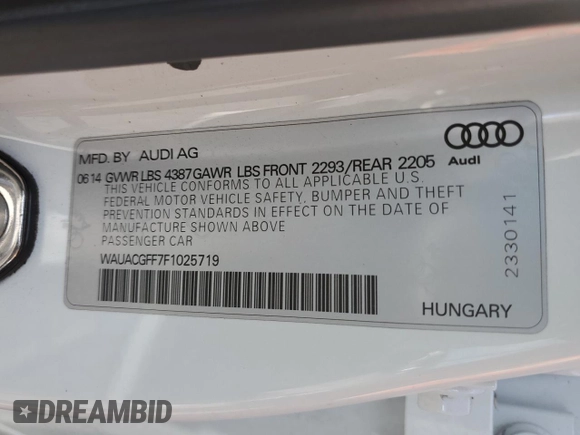 MFD. BY AUDI AG
Audi
06 14 GVWR LBS 4387 GAWR LBS FRONT 2293/REAR 2205
THIS VEHICLE CONFORMS TO ALL APPLICABLE U.S.
FEDERAL MOTOR VEHICLE SAFETY, BUMPER AND THEFT
PREVENTION STANDARDS IN EFFECT ON THE DATE OF
MANUFACTURE SHOWN ABOVE
PASSENGER CAR
WAUACGFF7F1025719
2330141
HUNGARY
DREAMBID